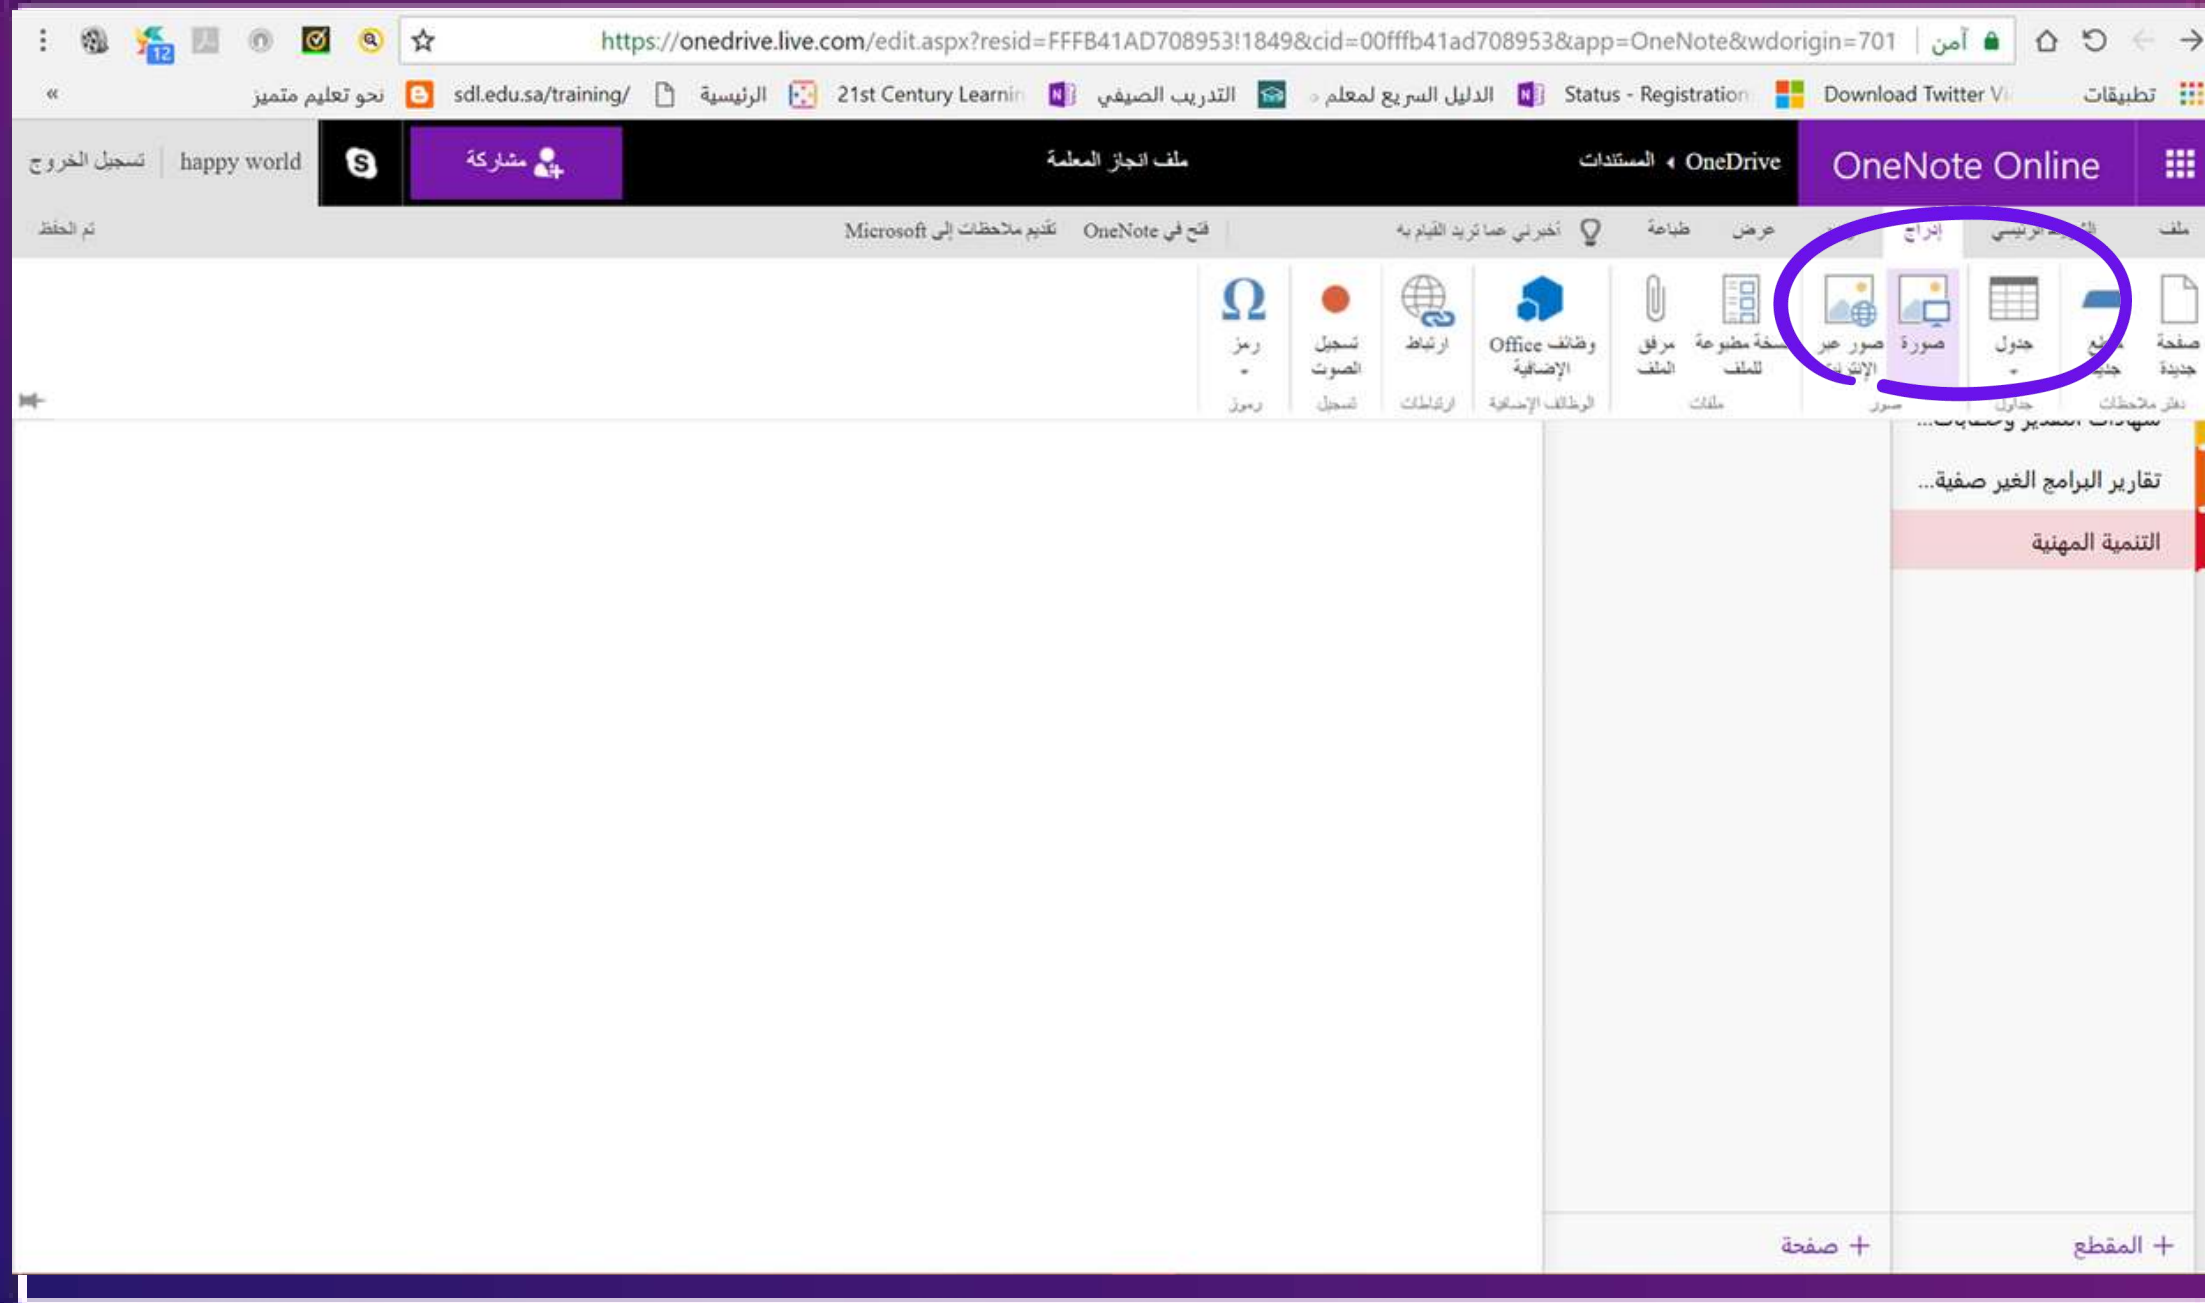 https://onedrive.live.com/edit.aspx?resid=FFFB41AD708953!1849&cid=00fffb41ad708953&app=OneNote&wdorigin=701 | آمن
تطبيقات Download Twitter Vi Status - Registration الدليل السريع لمعلم التدريب الصيفي 21st Century Learnin الرئيسية sdl.edu.sa/training/ نحو تعليم متميز «
OneNote Online OneDrive ‎ المستندات ملف انجاز المعلمة مشاركة happy world تسجيل الخروج
ملف إدراج عرض طباعة أخبرني عما تريد القيام به فتح في OneNote تقديم ملاحظات إلى Microsoft تم الحفظ
صفحة جديدة
جدول
صورة
صور عبر
مطبوعة للملف
مرفق الملف
وظائف Office الإضافية
ارتباط
تسجيل الصوت
رمز
دفتر ملاحظات جداول صور ملفات الوظائف الإضافية ارتباطات تسجيل رموز
تقارير البرامج الغير صفية...
التنمية المهنية
+ المقطع
+ صفحة
12